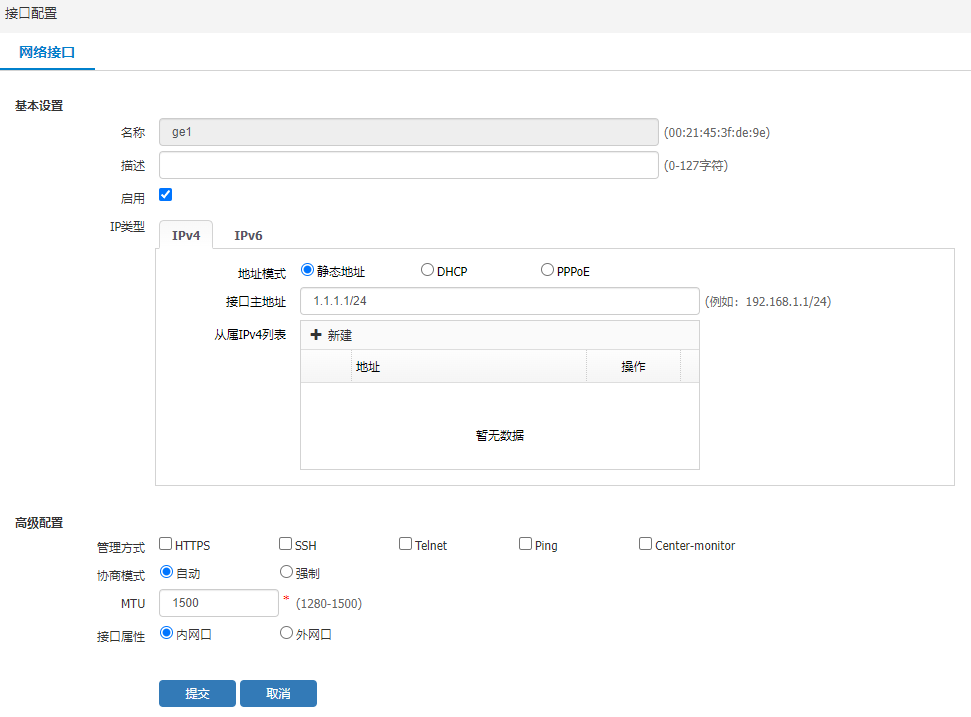 接口配置
网络接口
基本设置
名称 ge1 (00:21:45:3f:de:9e)
描述 (0-127字符)
启用
IP类型 IPv4 IPv6
地址模式 静态地址 DHCP PPPoE
接口主地址 1.1.1.1/24 (例如：192.168.1.1/24)
从属IPv4列表 新建
地址 操作
暂无数据
高级配置
管理方式 HTTPS SSH Telnet Ping Center-monitor
协商模式 自动 强制
MTU 1500 * (1280-1500)
接口属性 内网口 外网口
提交 取消